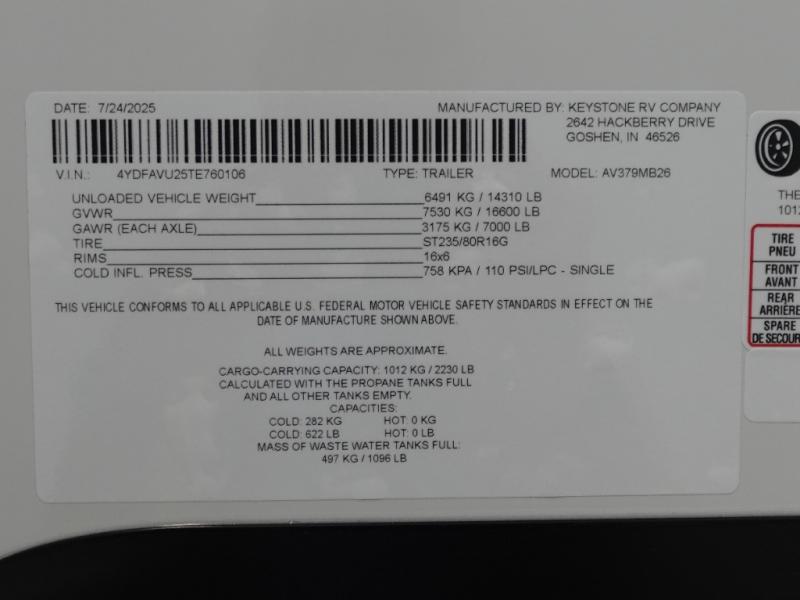 DATE: 7/24/2025
MANUFACTURED BY: KEYSTONE RV COMPANY
2642 HACKBERRY DRIVE
GOSHEN, IN 46526
V.I.N.: 4YDFAVU25TE760106 TYPE: TRAILER MODEL: AV379MB26
UNLOADED VEHICLE WEIGHT 6491 KG / 14310 LB
GVWR 7530 KG / 16600 LB
GAWR (EACH AXLE) 3175 KG / 7000 LB
TIRE ST235/80R16G
RIMS 16x6
COLD INFL. PRESS 758 KPA / 110 PSI/LPC - SINGLE
THIS VEHICLE CONFORMS TO ALL APPLICABLE U.S. FEDERAL MOTOR VEHICLE SAFETY STANDARDS IN EFFECT ON THE
DATE OF MANUFACTURE SHOWN ABOVE.
ALL WEIGHTS ARE APPROXIMATE.
CARGO-CARRYING CAPACITY: 1012 KG / 2230 LB
CALCULATED WITH THE PROPANE TANKS FULL
AND ALL OTHER TANKS EMPTY.
CAPACITIES:
COLD: 282 KG HOT: 0 KG
COLD: 622 LB HOT: 0 LB
MASS OF WASTE WATER TANKS FULL:
497 KG / 1096 LB
THE
1012
TIRE
PNEU
FRONT
AVANT
REAR
ARRIÈRE
SPARE
DE SECOUR